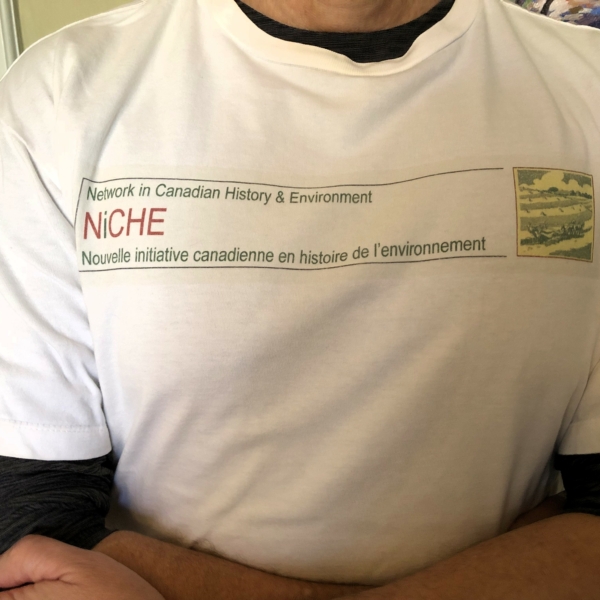 Network in Canadian History & Environment
NiCHE
Nouvelle initiative canadienne en histoire de l'environnement